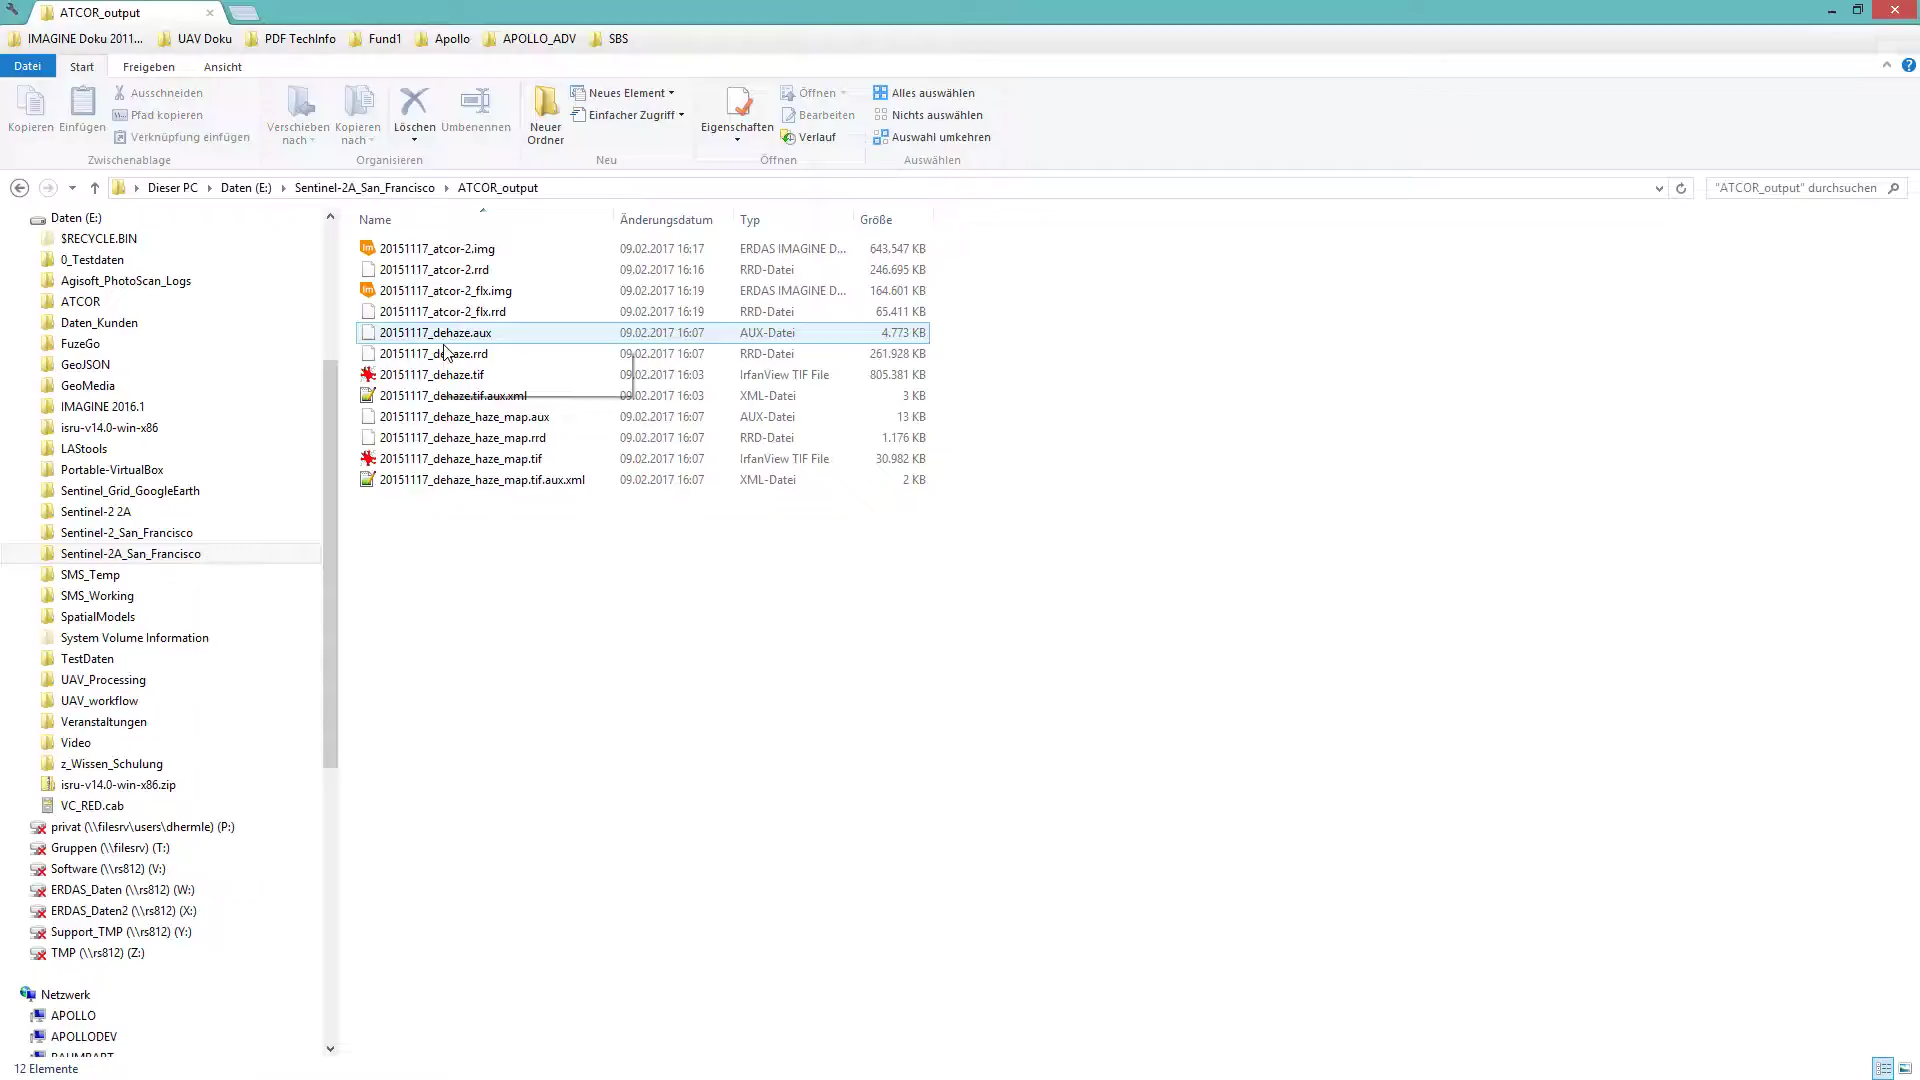 ATCOR_output
IMAGINE Doku 2011... UAV Doku PDF TechInfo Fund1 Apollo APOLLO_ADV SBS
Datei Start Freigeben Ansicht
Kopieren Einfügen Ausschneiden Pfad kopieren Verknüpfung einfügen
Zwischenablage
Verschieben nach Kopieren nach Löschen Umbenennen
Organisieren
Neuer Ordner Neues Element Einfacher Zugriff
Neu
Eigenschaften Öffnen Bearbeiten Verlauf
Öffnen
Alles auswählen Nichts auswählen Auswahl umkehren
Auswählen
Dieser PC Daten (E:) Sentinel-2A_San_Francisco ATCOR_output
"ATCOR_output" durchsuchen
Daten (E:)
$RECYCLE.BIN
0_Testdaten
Agisoft_PhotoScan_Logs
ATCOR
Daten_Kunden
FuzeGo
GeoJSON
GeoMedia
IMAGINE 2016.1
isru-v14.0-win-x86
LAStools
Portable-VirtualBox
Sentinel_Grid_GoogleEarth
Sentinel-2 2A
Sentinel-2_San_Francisco
Sentinel-2A_San_Francisco
SMS_Temp
SMS_Working
SpatialModels
System Volume Information
TestDaten
UAV_Processing
UAV_workflow
Veranstaltungen
Video
z_Wissen_Schulung
isru-v14.0-win-x86.zip
VC_RED.cab
privat (\\filesrv\users\dhermle) (P:)
Gruppen (\\filesrv) (T:)
Software (\\rs812) (V:)
ERDAS_Daten (\\rs812) (W:)
ERDAS_Daten2 (\\rs812) (X:)
Support_TMP (\\rs812) (Y:)
TMP (\\rs812) (Z:)
Netzwerk
APOLLO
APOLLODEV
Name Änderungsdatum Typ Größe
20151117_atcor-2.img 09.02.2017 16:17 ERDAS IMAGINE D... 643.547 KB
20151117_atcor-2.rrd 09.02.2017 16:16 RRD-Datei 246.695 KB
20151117_atcor-2_flx.img 09.02.2017 16:19 ERDAS IMAGINE D... 164.601 KB
20151117_atcor-2_flx.rrd 09.02.2017 16:19 RRD-Datei 65.411 KB
20151117_dehaze.aux 09.02.2017 16:07 AUX-Datei 4.773 KB
20151117_dehaze.rrd 09.02.2017 16:07 RRD-Datei 261.928 KB
20151117_dehaze.tif 09.02.2017 16:03 IrfanView TIF File 805.381 KB
20151117_dehaze.tif.aux.xml 09.02.2017 16:03 XML-Datei 3 KB
20151117_dehaze_haze_map.aux 09.02.2017 16:07 AUX-Datei 13 KB
20151117_dehaze_haze_map.rrd 09.02.2017 16:07 RRD-Datei 1.176 KB
20151117_dehaze_haze_map.tif 09.02.2017 16:07 IrfanView TIF File 30.982 KB
20151117_dehaze_haze_map.tif.aux.xml 09.02.2017 16:07 XML-Datei 2 KB
12 Elemente